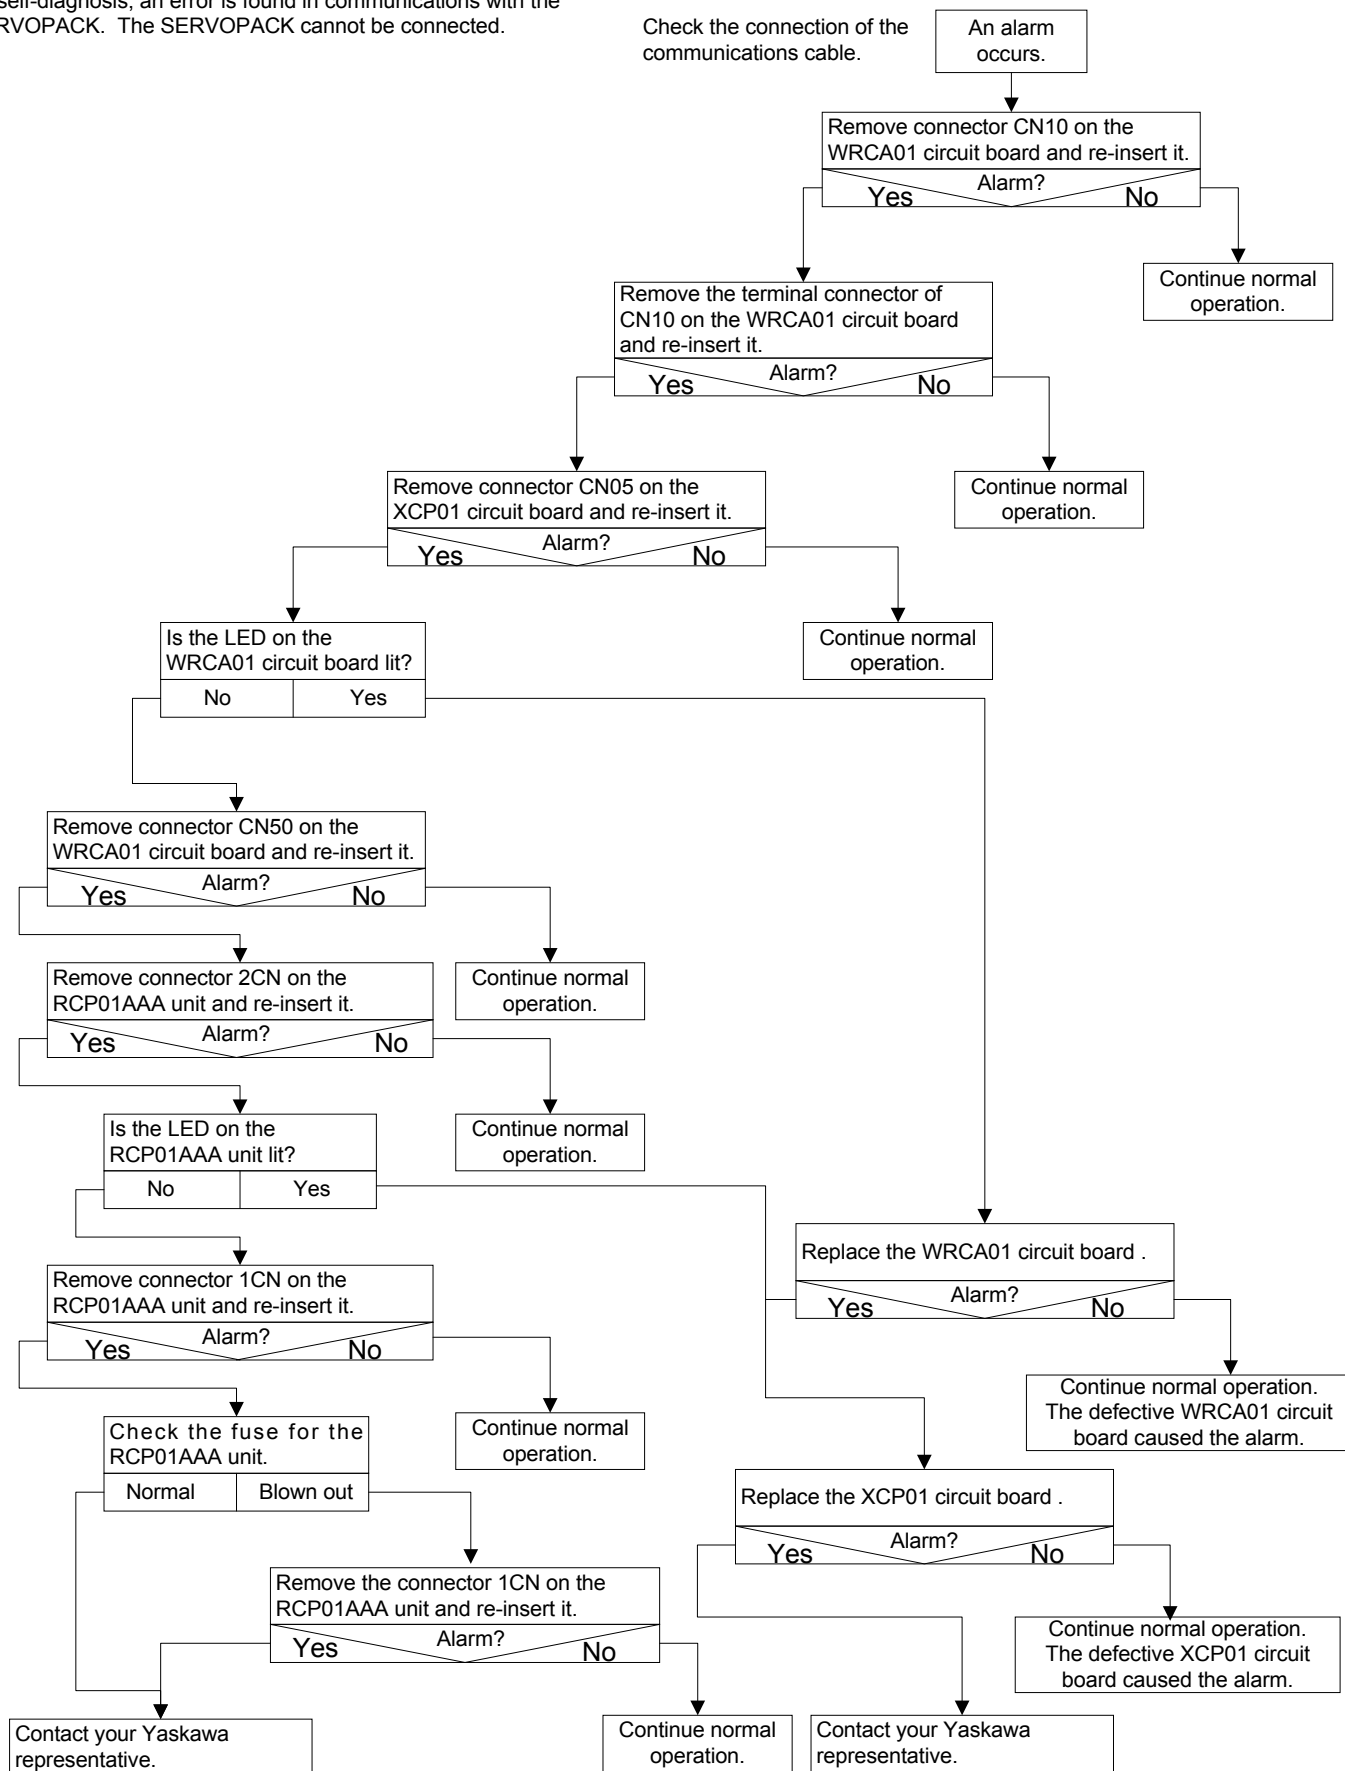 self-diagnosis, an error is found in communications with the
RVOPACK. The SERVOPACK cannot be connected.
Check the connection of the
communications cable.
An alarm
occurs.
Remove connector CN10 on the
WRCA01 circuit board and re-insert it.
Alarm?
Yes
No
Continue normal
operation.
Remove the terminal connector of
CN10 on the WRCA01 circuit board
and re-insert it.
Alarm?
Yes
No
Continue normal
operation.
Remove connector CN05 on the
XCP01 circuit board and re-insert it.
Alarm?
Yes
No
Continue normal
operation.
Is the LED on the
WRCA01 circuit board lit?
No
Yes
Remove connector CN50 on the
WRCA01 circuit board and re-insert it.
Alarm?
Yes
No
Continue normal
operation.
Remove connector 2CN on the
RCP01AAA unit and re-insert it.
Alarm?
Yes
No
Continue normal
operation.
Is the LED on the
RCP01AAA unit lit?
No
Yes
Replace the WRCA01 circuit board .
Alarm?
Yes
No
Continue normal operation.
The defective WRCA01 circuit
board caused the alarm.
Remove connector 1CN on the
RCP01AAA unit and re-insert it.
Alarm?
Yes
No
Continue normal
operation.
Check the fuse for the
RCP01AAA unit.
Normal
Blown out
Replace the XCP01 circuit board .
Alarm?
Yes
No
Continue normal operation.
The defective XCP01 circuit
board caused the alarm.
Remove the connector 1CN on the
RCP01AAA unit and re-insert it.
Alarm?
Yes
No
Contact your Yaskawa
representative.
Continue normal
operation.
Contact your Yaskawa
representative.